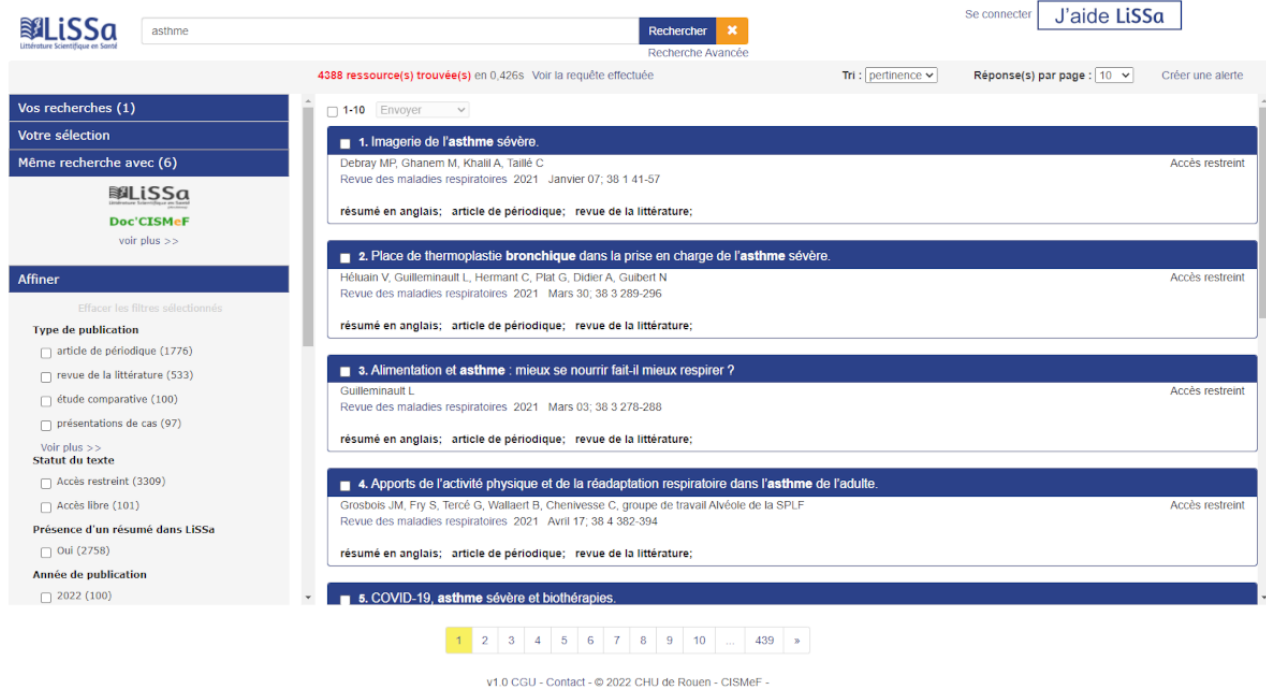 LiSSa
Littérature Scientifique en Santé
asthme
Rechercher ×
Recherche Avancée
Se connecter
J'aide LiSSa
4388 ressource(s) trouvée(s) en 0,426s Voir la requête effectuée
Tri : pertinence
Réponse(s) par page : 10
Créer une alerte
Vos recherches (1)
Votre sélection
Même recherche avec (6)
LiSSa
Doc'CISMeF
voir plus >>
Affiner
Effacer les filtres sélectionnés
Type de publication
article de périodique (1776)
revue de la littérature (533)
étude comparative (100)
présentations de cas (97)
Voir plus >>
Statut du texte
Accès restreint (3309)
Accès libre (101)
Présence d'un résumé dans LiSSa
Oui (2758)
Année de publication
2022 (100)
1-10 Envoyer
1. Imagerie de l'asthme sévère.
Debray MP, Ghanem M, Khalil A, Taillé C
Accès restreint
Revue des maladies respiratoires 2021 Janvier 07; 38 1 41-57
résumé en anglais; article de périodique; revue de la littérature;
2. Place de thermoplastie bronchique dans la prise en charge de l'asthme sévère.
Héluain V, Guilleminault L, Hermant C, Plat G, Didier A, Guibert N
Accès restreint
Revue des maladies respiratoires 2021 Mars 30; 38 3 289-296
résumé en anglais; article de périodique; revue de la littérature;
3. Alimentation et asthme : mieux se nourrir fait-il mieux respirer ?
Guilleminault L
Accès restreint
Revue des maladies respiratoires 2021 Mars 03; 38 3 278-288
résumé en anglais; article de périodique; revue de la littérature;
4. Apports de l'activité physique et de la réadaptation respiratoire dans l'asthme de l'adulte.
Grosbois JM, Fry S, Tercé G, Wallaert B, Chenivesse C, groupe de travail Alvéole de la SPLF
Accès restreint
Revue des maladies respiratoires 2021 Avril 17; 38 4 382-394
résumé en anglais; article de périodique; revue de la littérature;
5. COVID-19, asthme sévère et biothérapies.
1 2 3 4 5 6 7 8 9 10 ... 439 »
v1.0 CGU - Contact - © 2022 CHU de Rouen - CISMeF -